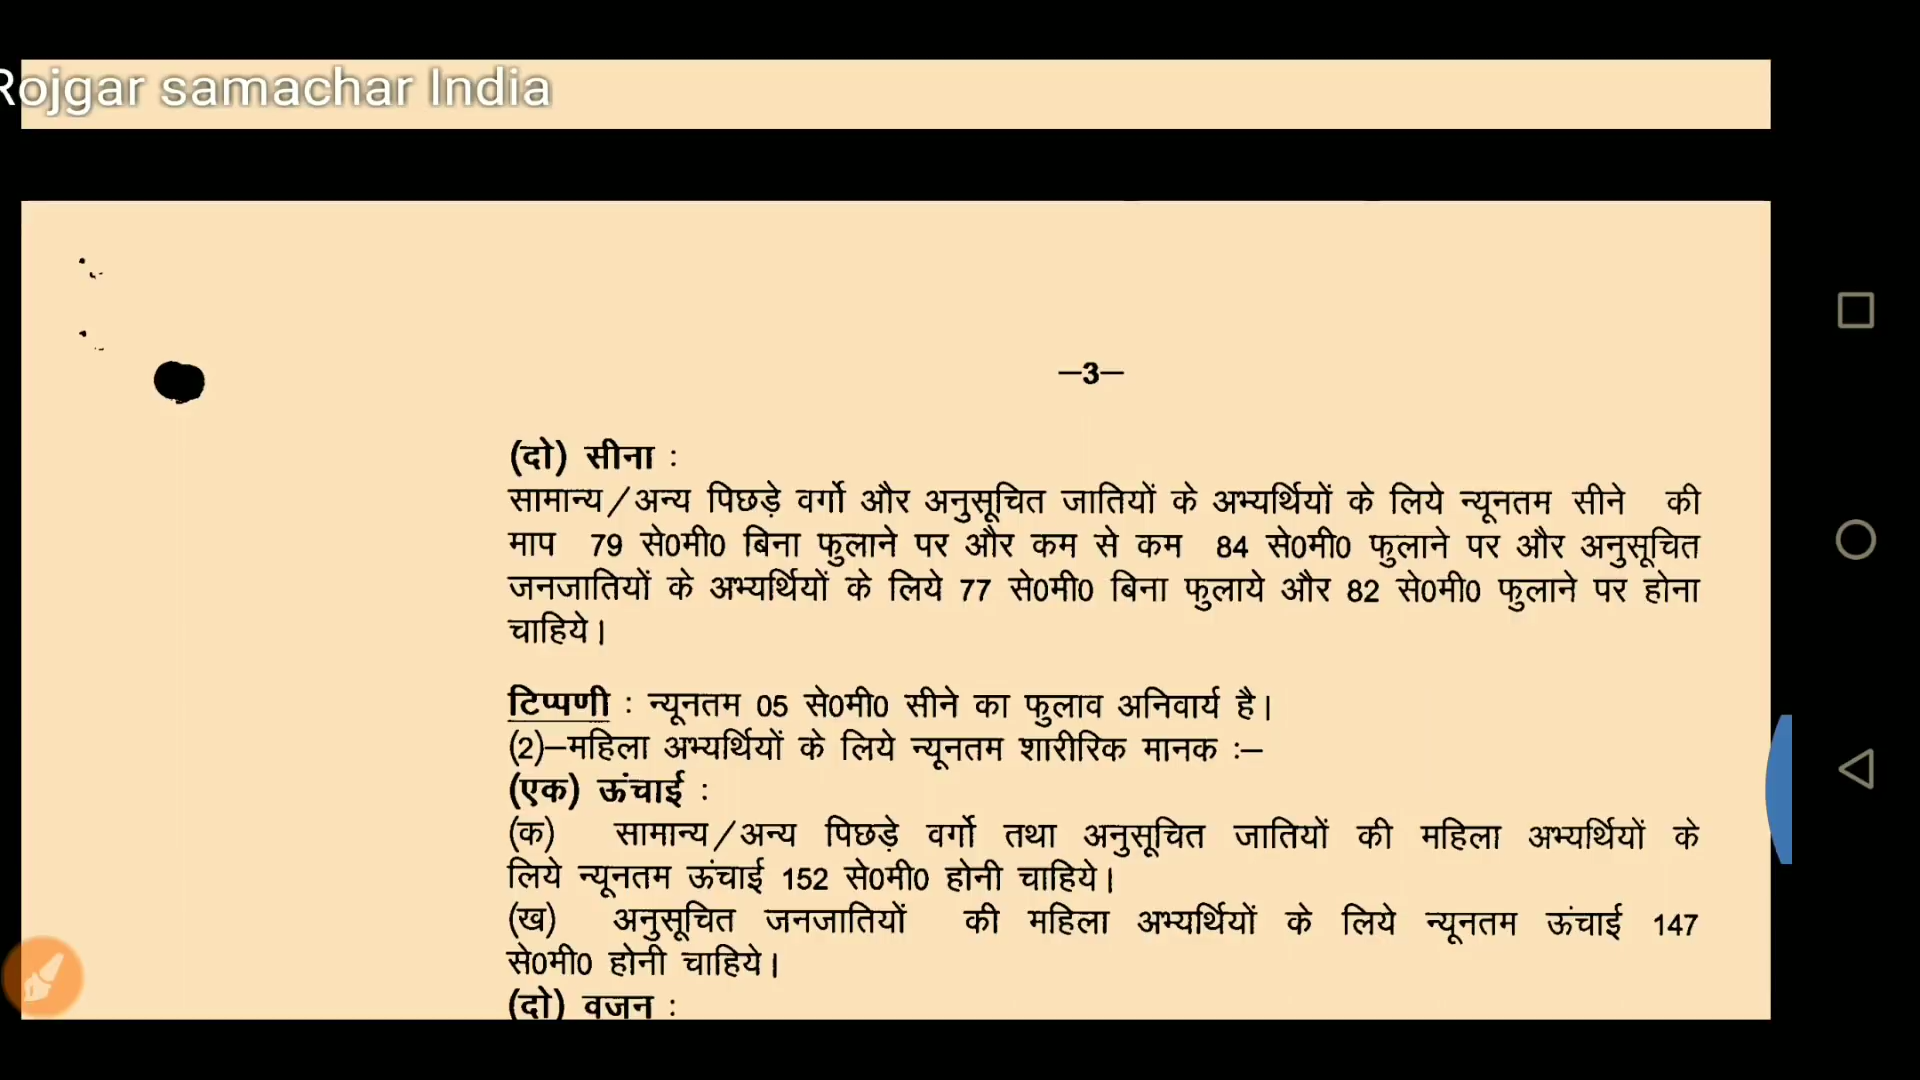 Rojgar samachar India
—3—
(दो) सीना :
सामान्य/अन्य पिछड़े वर्गो और अनुसूचित जातियों के अभ्यर्थियों के लिये न्यूनतम सीने की
माप 79 से0मी0 बिना फुलाने पर और कम से कम 84 से0मी0 फुलाने पर और अनुसूचित
जनजातियों के अभ्यर्थियों के लिये 77 से0मी0 बिना फुलाये और 82 से0मी0 फुलाने पर होना
चाहिये।
टिप्पणी : न्यूनतम 05 से0मी0 सीने का फुलाव अनिवार्य है।
(2)—महिला अभ्यर्थियों के लिये न्यूनतम शारीरिक मानक :—
(एक) ऊंचाई :
(क) सामान्य/अन्य पिछड़े वर्गो तथा अनुसूचित जातियों की महिला अभ्यर्थियों के
लिये न्यूनतम ऊंचाई 152 से0मी0 होनी चाहिये।
(ख) अनुसूचित जनजातियों की महिला अभ्यर्थियों के लिये न्यूनतम ऊंचाई 147
से0मी0 होनी चाहिये।
(दो) वजन :